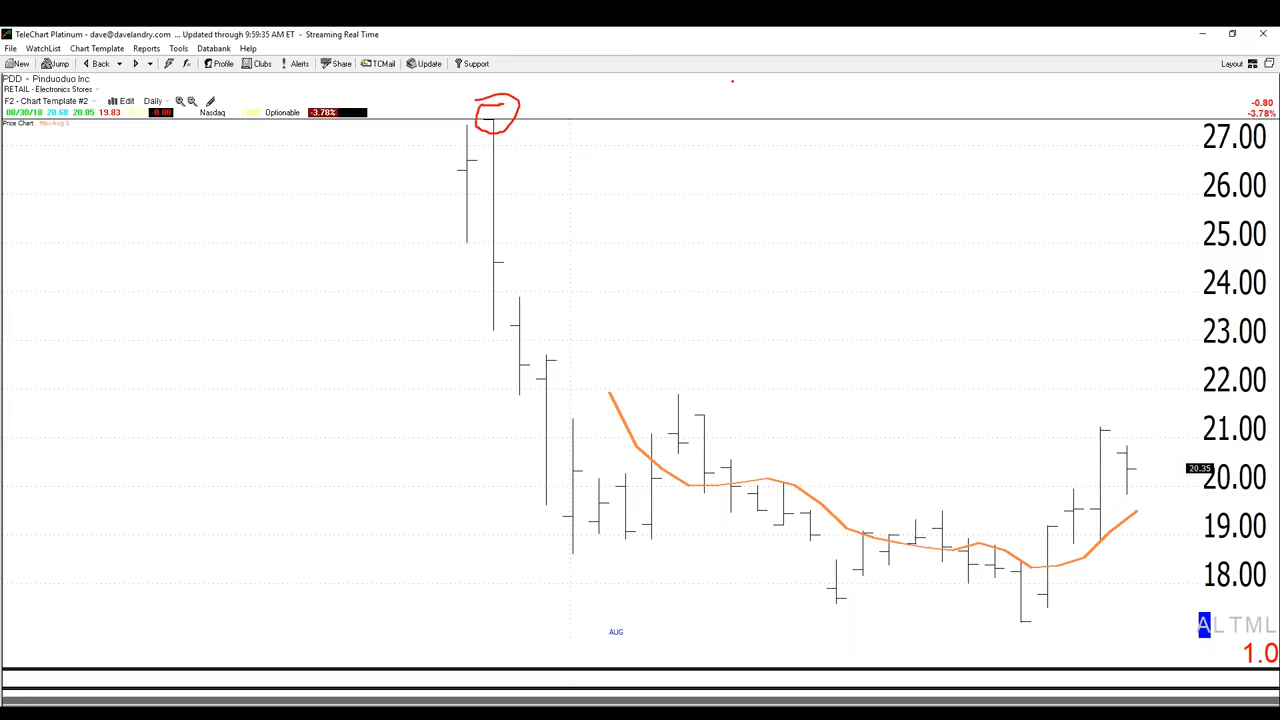 TeleChart Platinum - dave@davelandry.com ... Updated through 9:59:35 AM ET - Streaming Real Time
File WatchList Chart Template Reports Tools Databank Help
New Jump Back Profile Clubs Alerts Share TCMail Update Support Layout
PDD - Pinduoduo Inc
RETAIL - Electronics Stores
F2 - Chart Template #2 Edit Daily -0.80
08/30/18 20.68 20.85 19.83 -0.80 Nasdaq Optionable -3.78% -3.78%
Price Chart Mov Avg S
27.00
26.00
25.00
24.00
23.00
22.00
21.00
20.35
20.00
19.00
18.00
ALTML
AUG
1.0